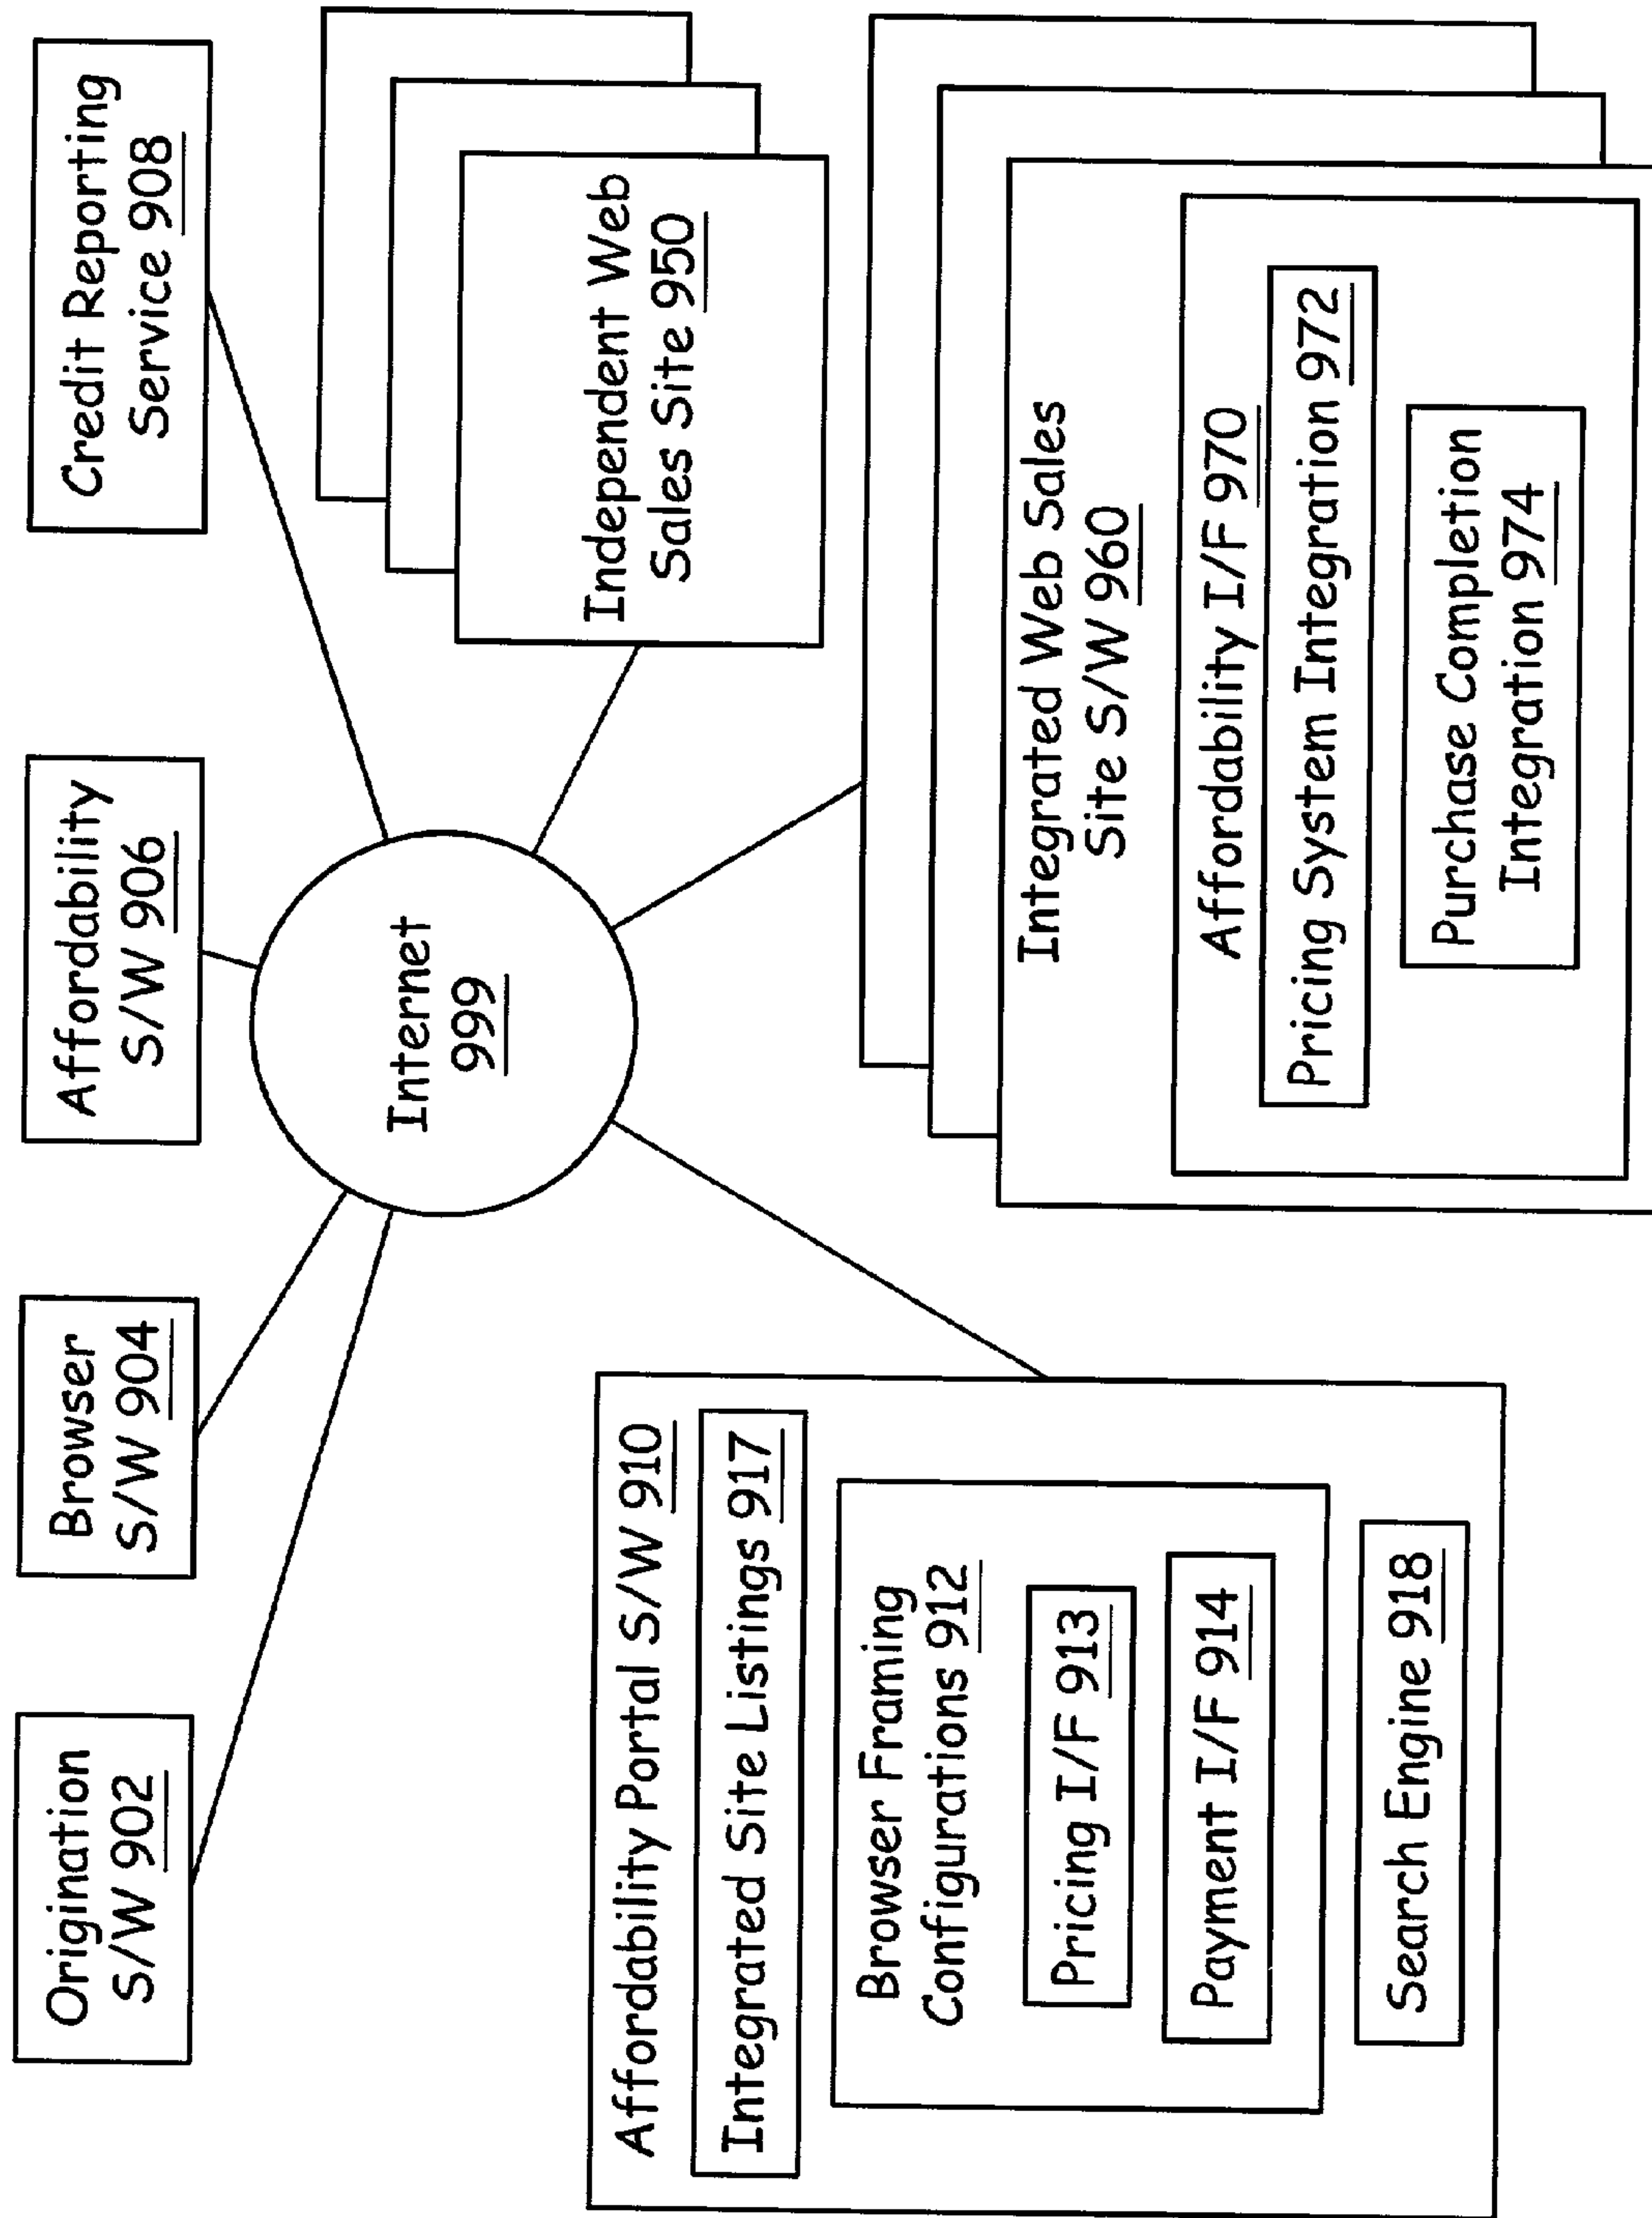 Origination
S/W 902
Browser
S/W 904
Affordability
S/W 906
Credit Reporting
Service 908
Internet
999
Independent Web
Sales Site 950
Affordability Portal S/W 910
Integrated Site Listings 917
Browser Framing
Configurations 912
Pricing I/F 913
Payment I/F 914
Search Engine 918
Integrated Web Sales
Site S/W 960
Affordability I/F 970
Pricing System Integration 972
Purchase Completion
Integration 974